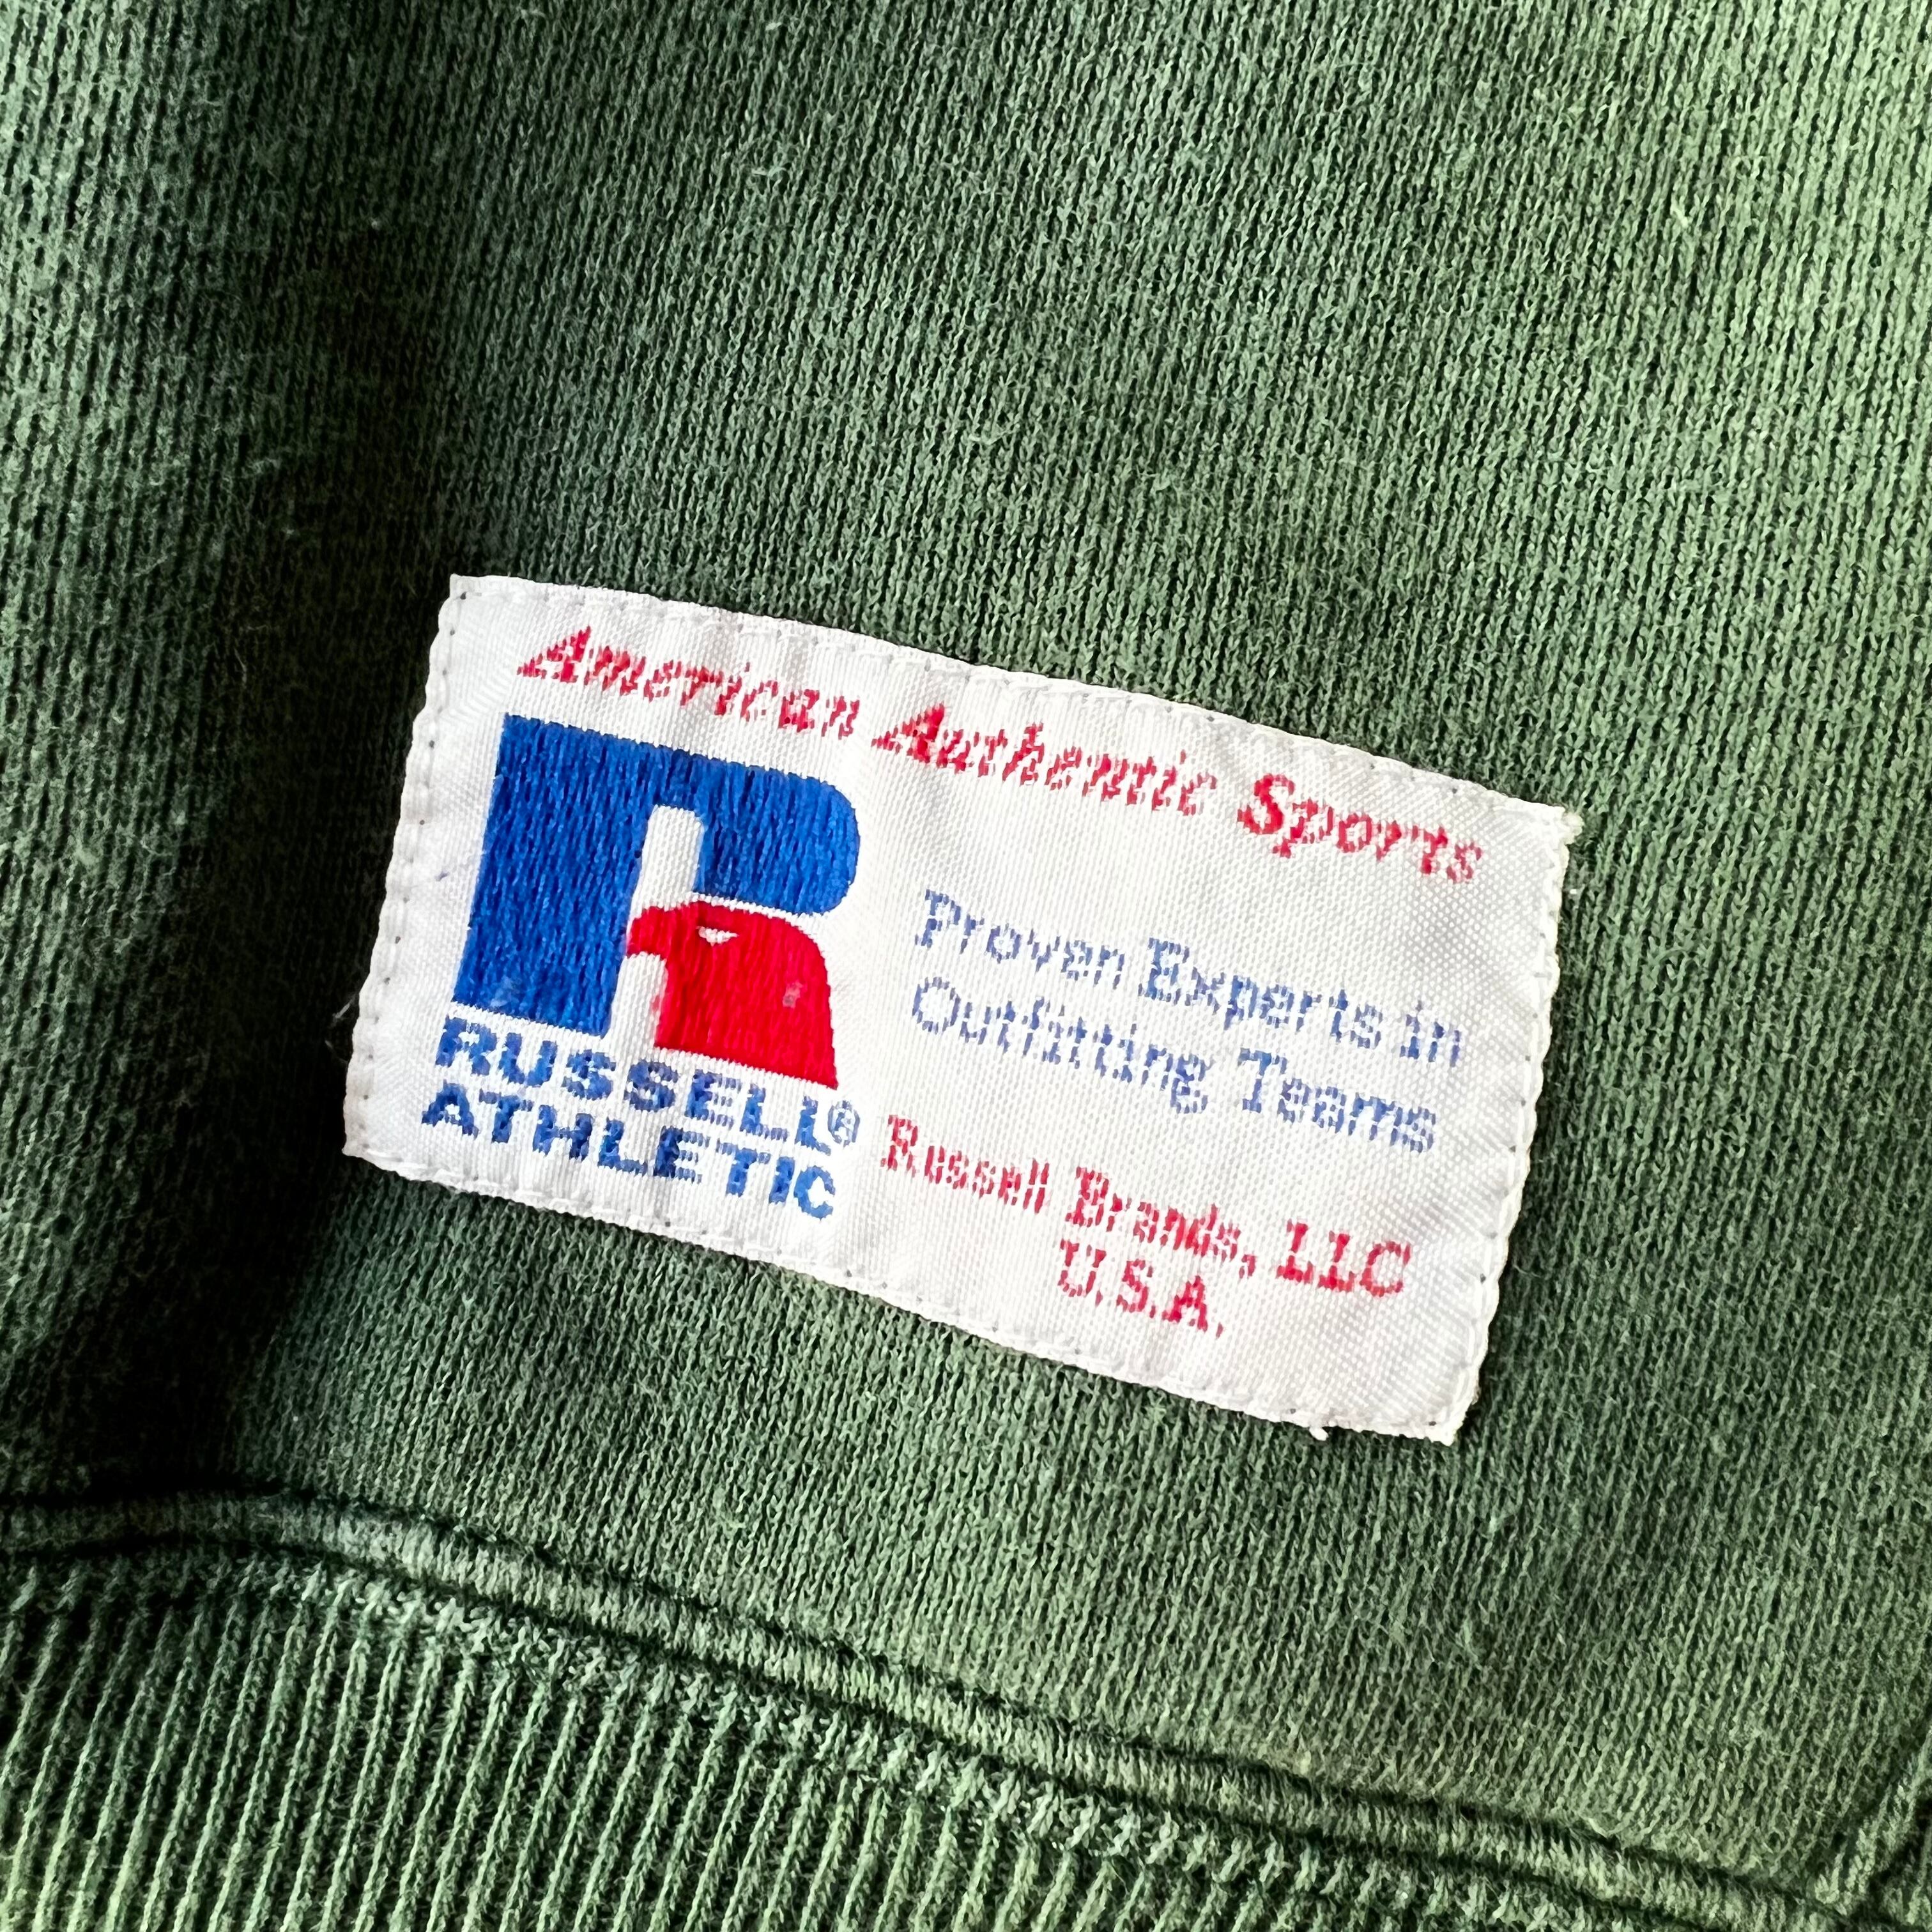 American Authentic Sports
RUSSELL®
ATHLETIC
Proven Experts in
Outfitting Teams
Russell Brands, LLC
U.S.A.